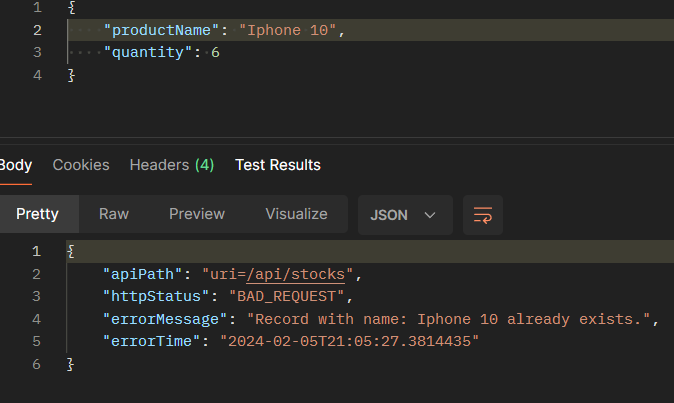 1 {
2 "productName": "Iphone 10",
3 "quantity": 6
4 }
Body Cookies Headers (4) Test Results
Pretty Raw Preview Visualize JSON
1 {
2 "apiPath": "uri=/api/stocks",
3 "httpStatus": "BAD_REQUEST",
4 "errorMessage": "Record with name: Iphone 10 already exists.",
5 "errorTime": "2024-02-05T21:05:27.3814435"
6 }